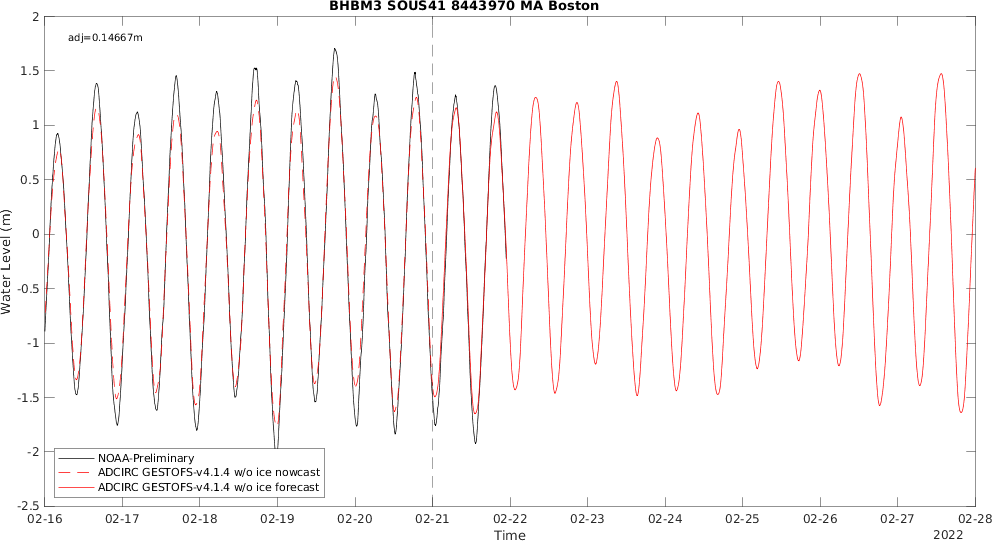 BHBM3 SOUS41 8443970 MA Boston
adj=0.14667m
2
1.5
1
0.5
0
-0.5
-1
-1.5
-2
-2.5
Water Level (m)
NOAA-Preliminary
ADCIRC GESTOFS-v4.1.4 w/o ice nowcast
ADCIRC GESTOFS-v4.1.4 w/o ice forecast
02-16 02-17 02-18 02-19 02-20 02-21 02-22 02-23 02-24 02-25 02-26 02-27 02-28
Time
2022